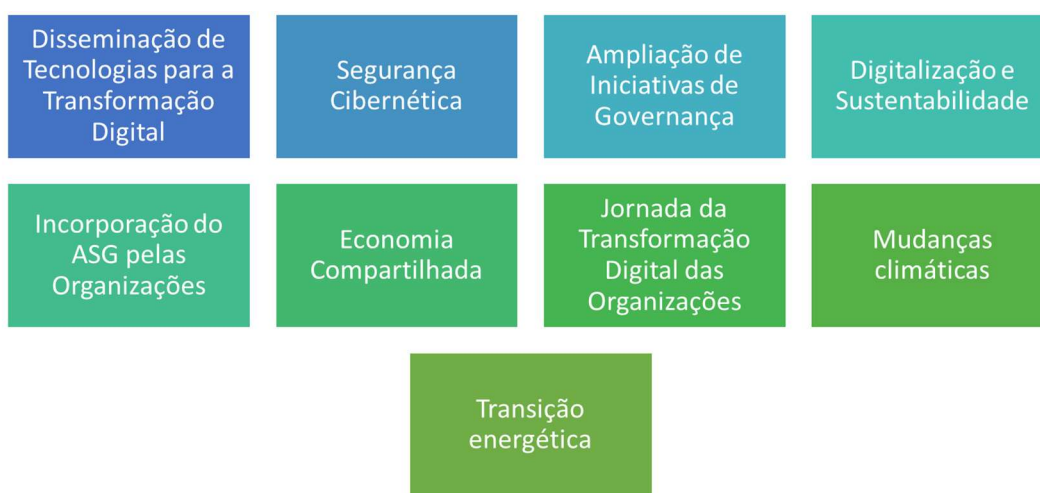 Disseminação de
Tecnologias para a
Transformação
Digital
Segurança
Cibernética
Ampliação de
Iniciativas de
Governança
Digitalização e
Sustentabilidade
Incorporação do
ASG pelas
Organizações
Economia
Compartilhada
Jornada da
Transformação
Digital das
Organizações
Mudanças
climáticas
Transição
energética